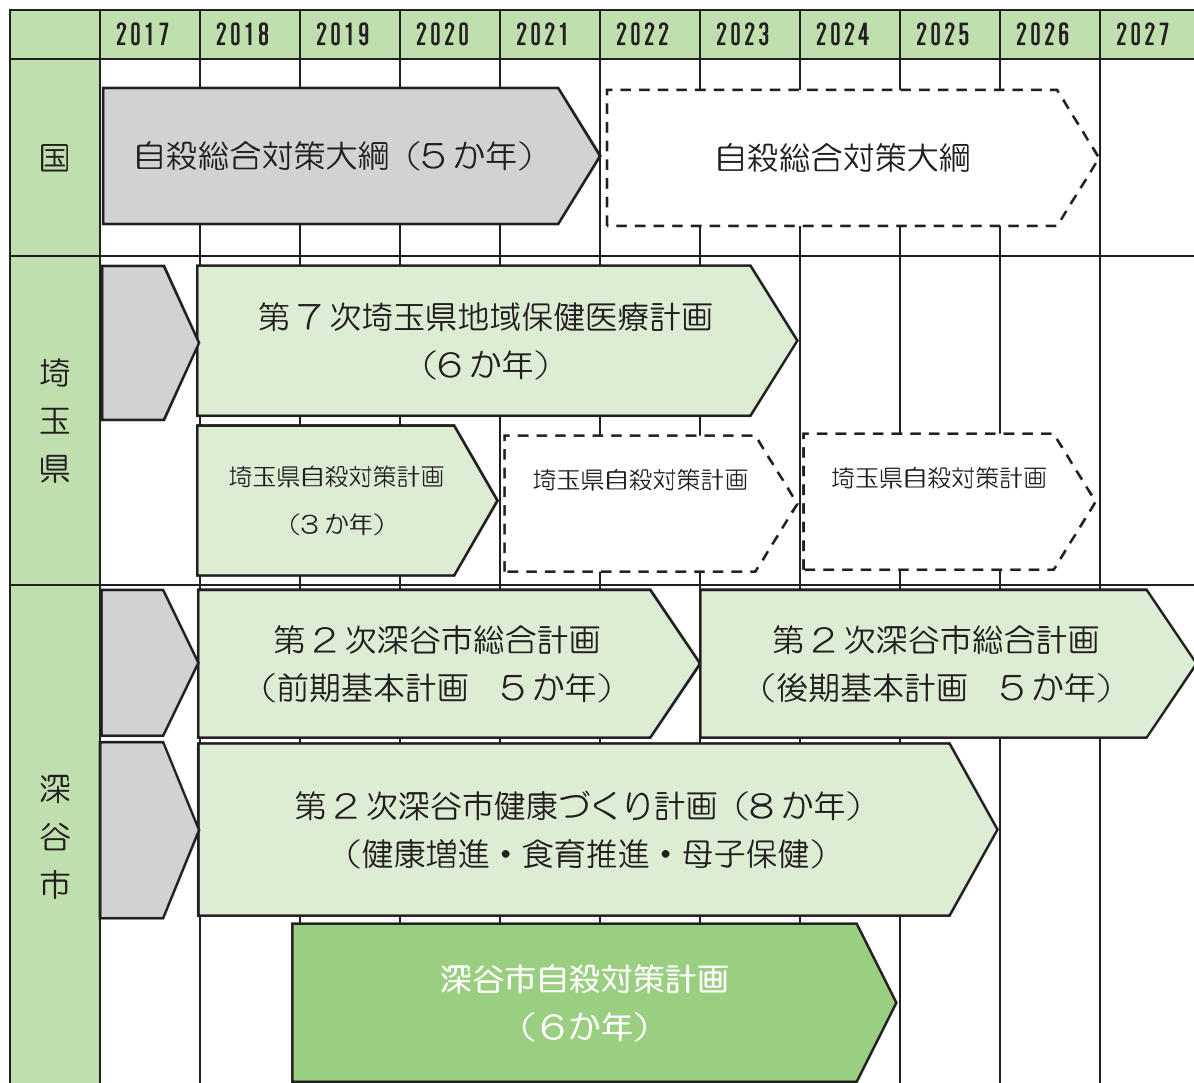 2017 2018 2019 2020 2021 2022 2023 2024 2025 2026 2027
国
自殺総合対策大綱（５か年）
自殺総合対策大綱
埼玉県
第７次埼玉県地域保健医療計画
（６か年）
埼玉県自殺対策計画
（３か年）
埼玉県自殺対策計画
埼玉県自殺対策計画
深谷市
第２次深谷市総合計画
（前期基本計画　５か年）
第２次深谷市総合計画
（後期基本計画　５か年）
第２次深谷市健康づくり計画（８か年）
（健康増進・食育推進・母子保健）
深谷市自殺対策計画
（６か年）